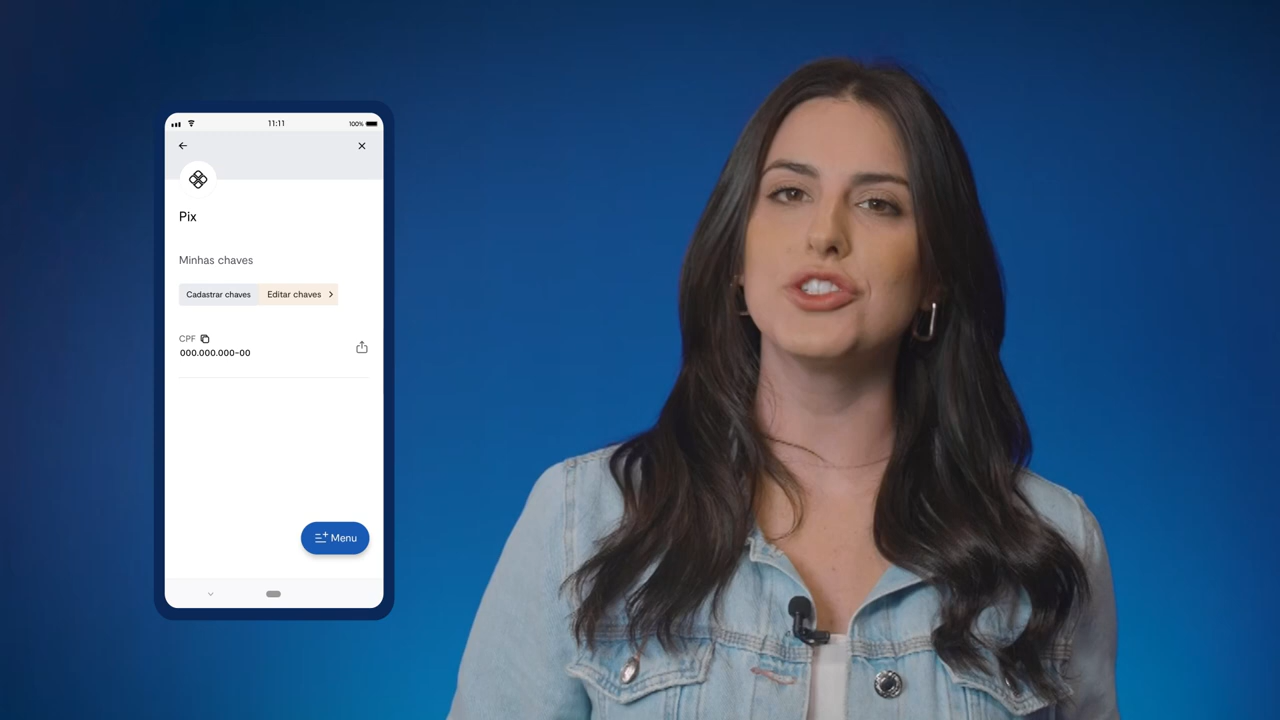 11:11
100%
Pix
Minhas chaves
Cadastrar chaves Editar chaves
CPF
000.000.000-00
Menu